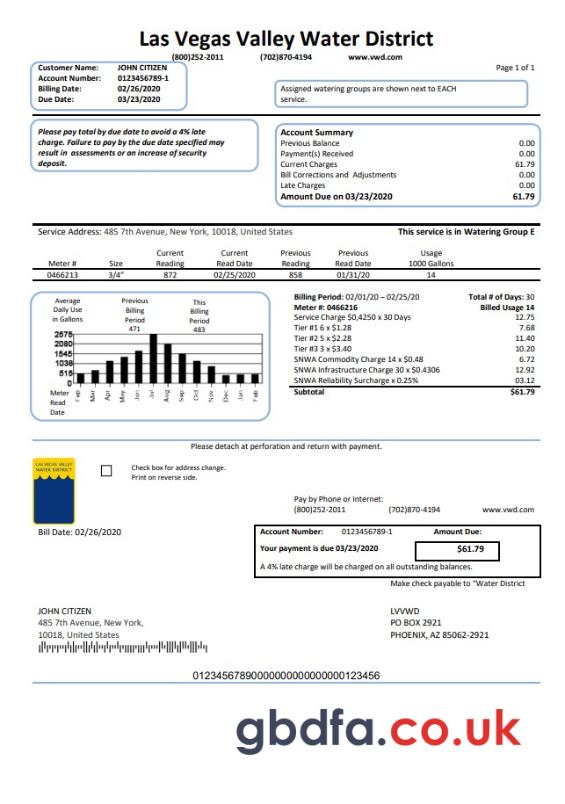 Las Vegas Valley Water District
(800)252-2011 (702)870-4194 www.vwd.com
Customer Name: JOHN CITIZEN
Account Number: 0123456789-1
Billing Date: 02/26/2020
Due Date: 03/23/2020
Page 1 of 1
Assigned watering groups are shown next to EACH
service.
Please pay total by due date to avoid a 4% late
charge. Failure to pay by the due date specified may
result in assessments or an increase of security
deposit.
Account Summary
Previous Balance 0.00
Payment(s) Received 0.00
Current Charges 61.79
Bill Corrections and Adjustments 0.00
Late Charges 0.00
Amount Due on 03/23/2020 61.79
Service Address: 485 7th Avenue, New York, 10018, United States This service is in Watering Group E
Current Current Previous Previous Usage
Meter # Size Reading Read Date Reading Read Date 1000 Gallons
0466213 3/4" 872 02/25/2020 858 01/31/20 14
Average Previous This
Daily Use Billing Billing
in Gallons Period Period
471 483
2575
2080
1545
1038
515
0
Meter
Read
Date
Feb Mar Apr May Jun Jul Aug Sep Oct Nov Dec Jan Feb
Billing Period: 02/01/20 – 02/25/20 Total # of Days: 30
Meter #: 0466216 Billed Usage 14
Service Charge $0,4250 x 30 Days 12.75
Tier #1 6 x $1.28 7.68
Tier #2 5 x $2.28 11.40
Tier #3 3 x $3.40 10.20
SNWA Commodity Charge 14 x $0.48 6.72
SNWA Infrastructure Charge 30 x $0.4306 12.92
SNWA Reliability Surcharge x 0.25% 03.12
Subtotal $61.79
Please detach at perforation and return with payment.
LAS VEGAS VALLEY
WATER DISTRICT
Check box for address change.
Print on reverse side.
Pay by Phone or Internet:
(800)252-2011 (702)870-4194 www.vwd.com
Bill Date: 02/26/2020
Account Number: 0123456789-1 Amount Due:
Your payment is due 03/23/2020 $61.79
A 4% late charge will be charged on all outstanding balances.
Make check payable to "Water District
JOHN CITIZEN
485 7th Avenue, New York,
10018, United States
LVVWD
PO BOX 2921
PHOENIX, AZ 85062-2921
0123456789000000000000000000123456
gbdfa.co.uk